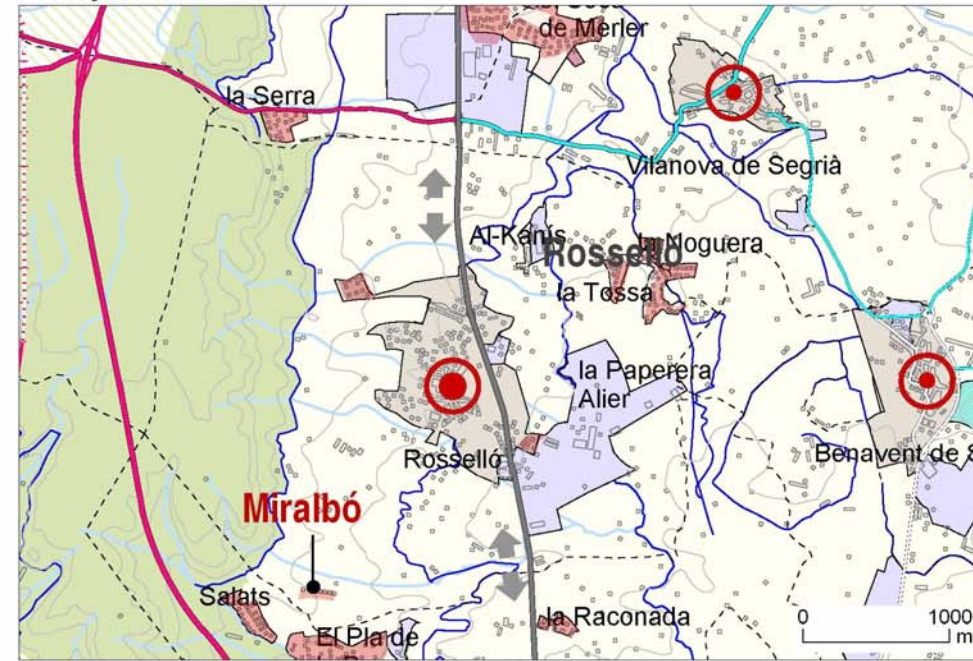 de Merler
la Serra
Vilanova de Segrià
Al-Kanís
Rosselló
la Noguera
la Tossa
la Paperera
Alier
Rosselló
Benavent de S
Miralbó
Salats
la Raconada
El Pla de
0 1000
m